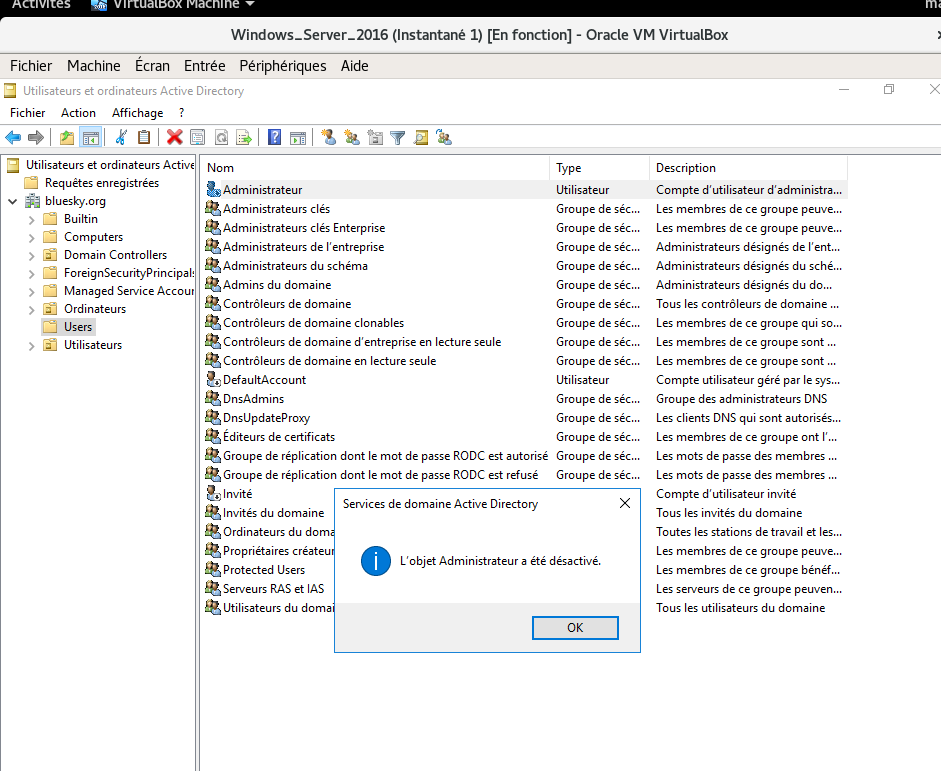 Activités VirtualBox Machine
Windows_Server_2016 (Instantané 1) [En fonction] - Oracle VM VirtualBox
Fichier Machine Écran Entrée Périphériques Aide
Utilisateurs et ordinateurs Active Directory
Fichier Action Affichage ?
Utilisateurs et ordinateurs Active
Requêtes enregistrées
bluesky.org
Builtin
Computers
Domain Controllers
ForeignSecurityPrincipals
Managed Service Accour
Ordinateurs
Users
Utilisateurs
Nom Type Description
Administrateur Utilisateur Compte d'utilisateur d'administra...
Administrateurs clés Groupe de séc... Les membres de ce groupe peuve...
Administrateurs clés Enterprise Groupe de séc... Les membres de ce groupe peuve...
Administrateurs de l'entreprise Groupe de séc... Administrateurs désignés de l'ent...
Administrateurs du schéma Groupe de séc... Administrateurs désignés du sché...
Admins du domaine Groupe de séc... Administrateurs désignés du do...
Contrôleurs de domaine Groupe de séc... Tous les contrôleurs de domaine ...
Contrôleurs de domaine clonables Groupe de séc... Les membres de ce groupe qui so...
Contrôleurs de domaine d'entreprise en lecture seule Groupe de séc... Les membres de ce groupe sont ...
Contrôleurs de domaine en lecture seule Groupe de séc... Les membres de ce groupe sont ...
DefaultAccount Utilisateur Compte utilisateur géré par le sys...
DnsAdmins Groupe de séc... Groupe des administrateurs DNS
DnsUpdateProxy Groupe de séc... Les clients DNS qui sont autorisés...
Éditeurs de certificats Groupe de séc... Les membres de ce groupe ont l'...
Groupe de réplication dont le mot de passe RODC est autorisé Groupe de séc... Les mots de passe des membres ...
Groupe de réplication dont le mot de passe RODC est refusé Groupe de séc... Les mots de passe des membres ...
Invité Compte d'utilisateur invité
Invités du domaine Tous les invités du domaine
Ordinateurs du doma Toutes les stations de travail et les...
Propriétaires créateur Les membres de ce groupe peuve...
Protected Users Les membres de ce groupe bénéf...
Serveurs RAS et IAS Les serveurs de ce groupe peuven...
Utilisateurs du domai Tous les utilisateurs du domaine
Services de domaine Active Directory
L'objet Administrateur a été désactivé.
OK